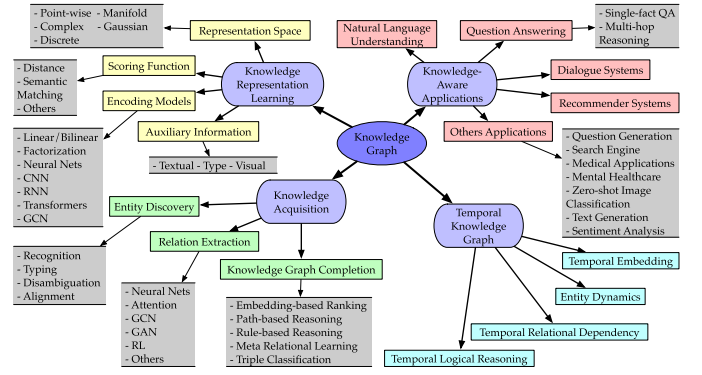 - Point-wise - Manifold
- Complex - Gaussian
- Discrete
Representation Space
Natural Language
Understanding
Question Answering
- Single-fact QA
- Multi-hop
Reasoning
Scoring Function
- Distance
- Semantic
Matching
- Others
Encoding Models
Knowledge
Representation
Learning
Knowledge-
Aware
Applications
Dialogue Systems
Recommender Systems
Auxiliary Information
Others Applications
Knowledge
Graph
- Linear/Bilinear
- Factorization
- Neural Nets
- CNN
- RNN
- Transformers
- GCN
- Textual - Type - Visual
- Question Generation
- Search Engine
- Medical Applications
- Mental Healthcare
- Zero-shot Image
Classification
- Text Generation
- Sentiment Analysis
Knowledge
Acquisition
Entity Discovery
Relation Extraction
Knowledge Graph Completion
- Recognition
- Typing
- Disambiguation
- Alignment
- Neural Nets
- Attention
- GCN
- GAN
- RL
- Others
- Embedding-based Ranking
- Path-based Reasoning
- Rule-based Reasoning
- Meta Relational Learning
- Triple Classification
Temporal
Knowledge
Graph
Temporal Embedding
Entity Dynamics
Temporal Relational Dependency
Temporal Logical Reasoning